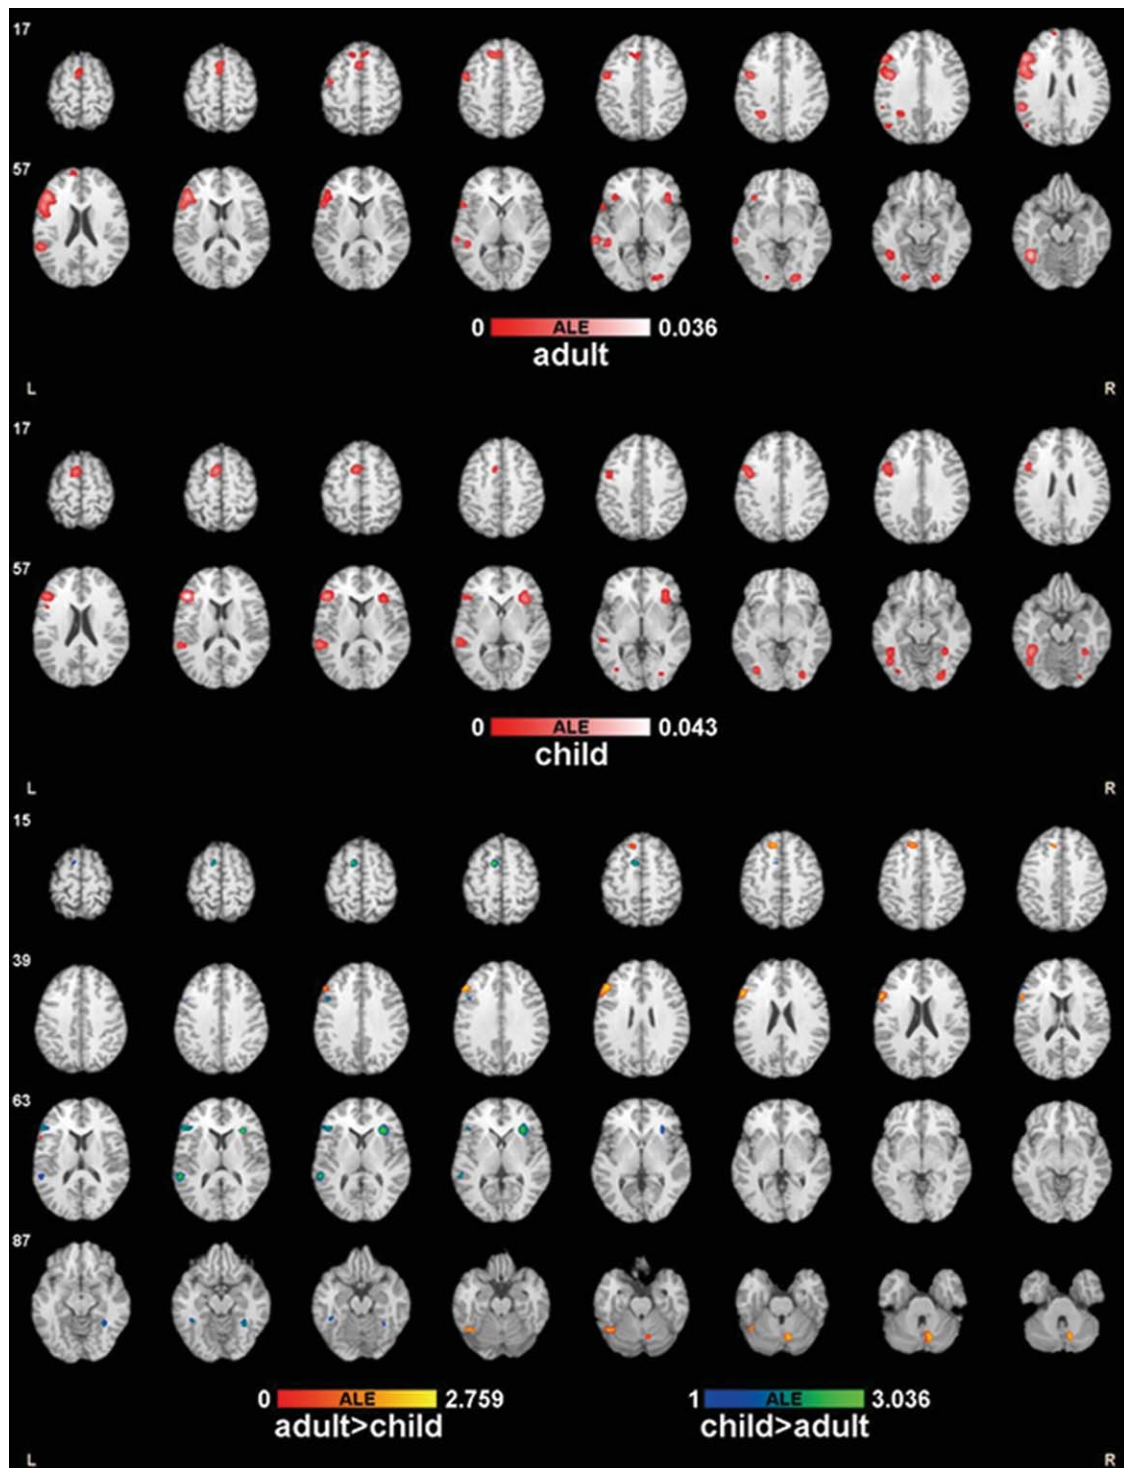 17
57
0 ALE 0.036
adult
L R
17
57
0 ALE 0.043
child
L R
15
39
63
87
0 ALE 2.759 1 ALE 3.036
adult>child child>adult
L R